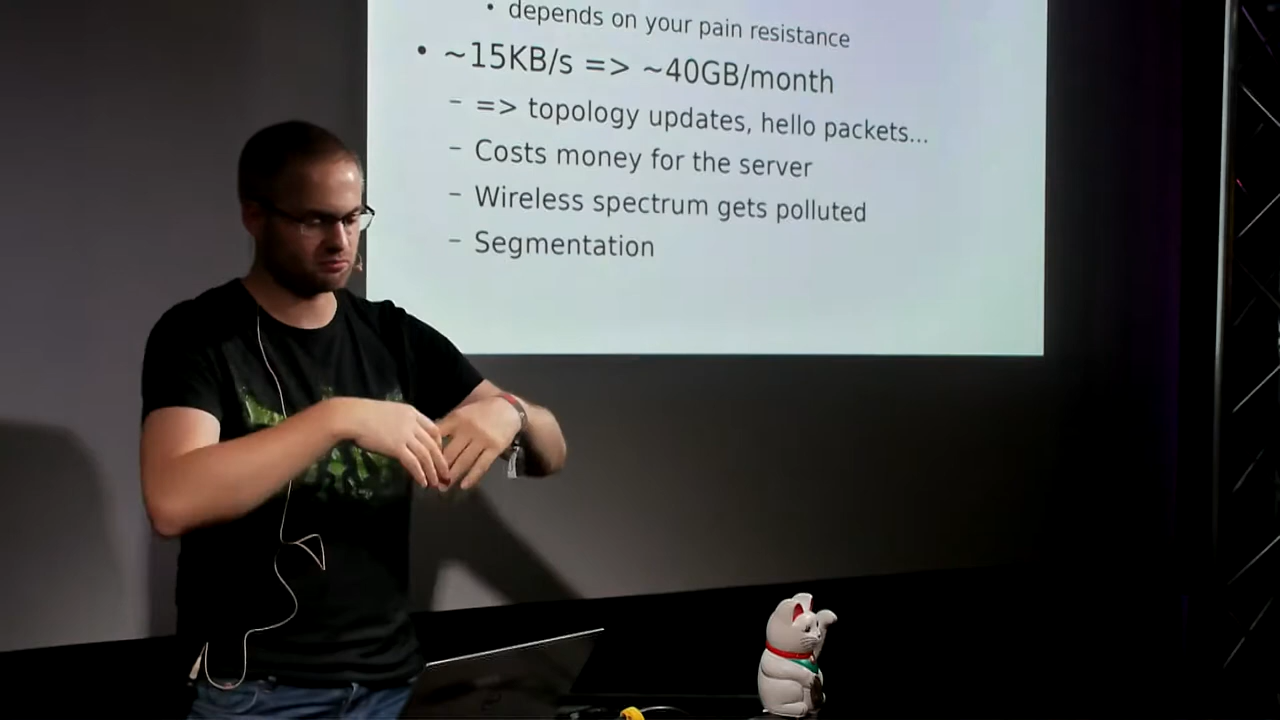 • depends on your pain resistance
• ~15KB/s => ~40GB/month
– => topology updates, hello packets...
– Costs money for the server
– Wireless spectrum gets polluted
– Segmentation